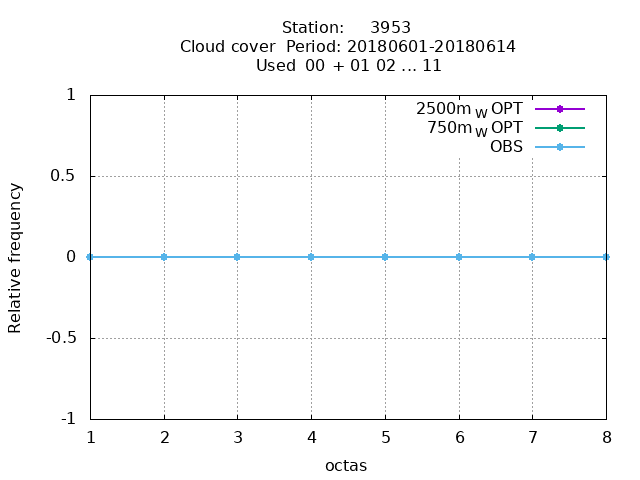 Station:     3953
Cloud cover  Period: 20180601-20180614
Used  00 + 01 02 ... 11
2500m W OPT
750m W OPT
OBS
1
0.5
0
-0.5
-1
Relative frequency
1 2 3 4 5 6 7 8
octas